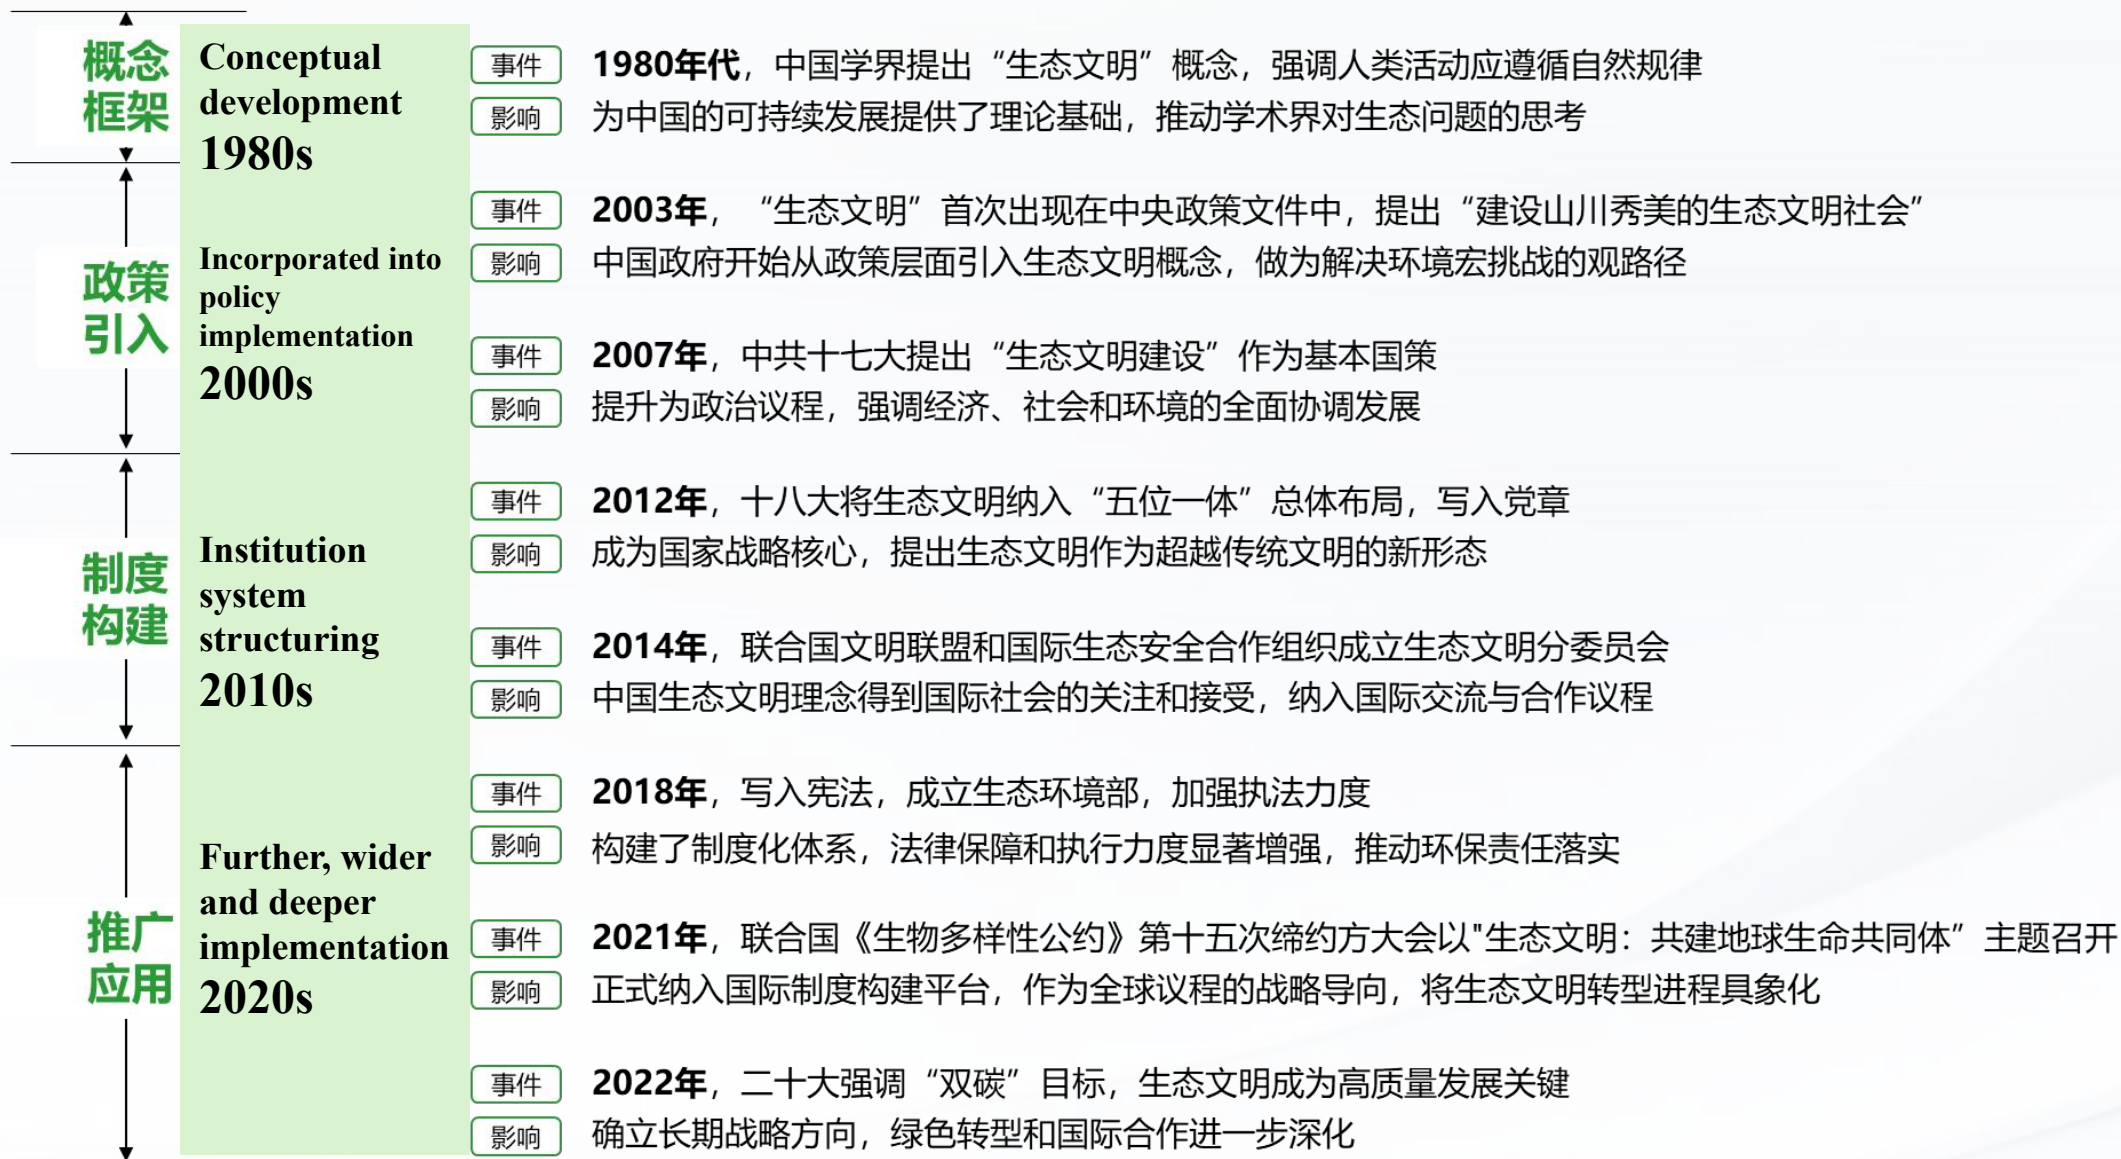 概念
框架
Conceptual
development
1980s
事件 1980年代，中国学界提出“生态文明”概念，强调人类活动应遵循自然规律
影响 为中国的可持续发展提供了理论基础，推动学术界对生态问题的思考
政策
引入
Incorporated into
policy
implementation
2000s
事件 2003年，“生态文明”首次出现在中央政策文件中，提出“建设山川秀美的生态文明社会”
影响 中国政府开始从政策层面引入生态文明概念，做为解决环境宏挑战的观路径
事件 2007年，中共十七大提出“生态文明建设”作为基本国策
影响 提升为政治议程，强调经济、社会和环境的全面协调发展
制度
构建
Institution
system
structuring
2010s
事件 2012年，十八大将生态文明纳入“五位一体”总体布局，写入党章
影响 成为国家战略核心，提出生态文明作为超越传统文明的新形态
事件 2014年，联合国文明联盟和国际生态安全合作组织成立生态文明分委员会
影响 中国生态文明理念得到国际社会的关注和接受，纳入国际交流与合作议程
推广
应用
Further, wider
and deeper
implementation
2020s
事件 2018年，写入宪法，成立生态环境部，加强执法力度
影响 构建了制度化体系，法律保障和执行力度显著增强，推动环保责任落实
事件 2021年，联合国《生物多样性公约》第十五次缔约方大会以"生态文明：共建地球生命共同体”主题召开
影响 正式纳入国际制度构建平台，作为全球议程的战略导向，将生态文明转型进程具象化
事件 2022年，二十大强调“双碳”目标，生态文明成为高质量发展关键
影响 确立长期战略方向，绿色转型和国际合作进一步深化